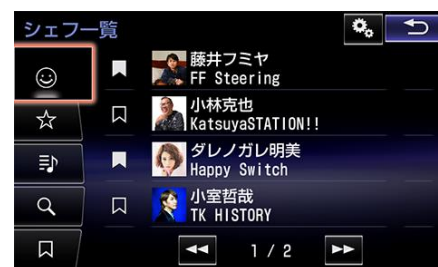 シェフ一覧
藤井フミヤ
FF Steering
小林克也
KatsuyaSTATION!!
ダレノガレ明美
Happy Switch
小室哲哉
TK HISTORY
1 / 2